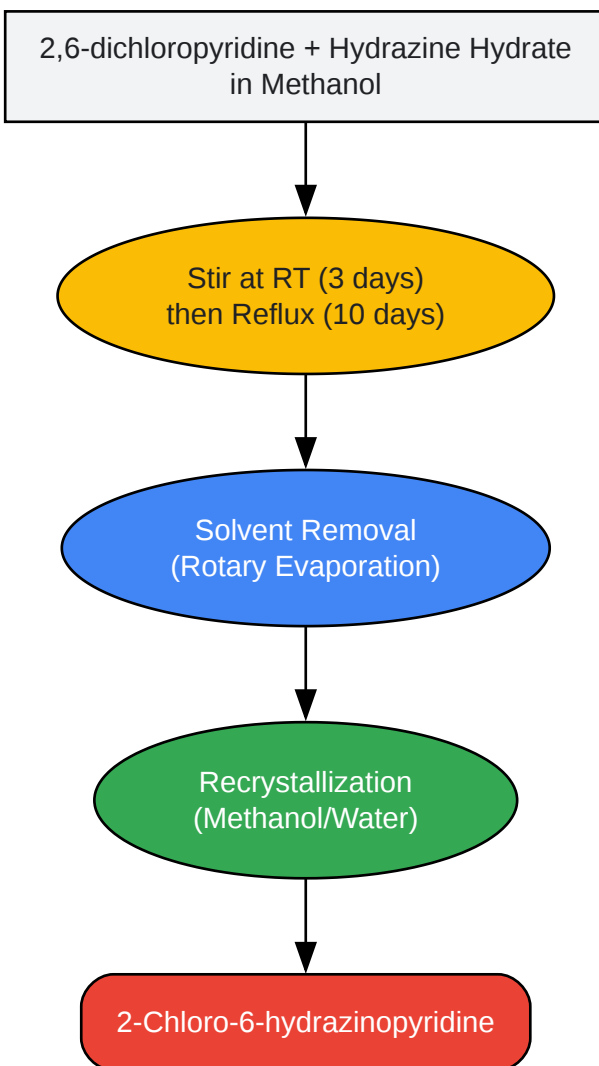 2,6-dichloropyridine + Hydrazine Hydrate
in Methanol
Stir at RT (3 days)
then Reflux (10 days)
Solvent Removal
(Rotary Evaporation)
Recrystallization
(Methanol/Water)
2-Chloro-6-hydrazinopyridine